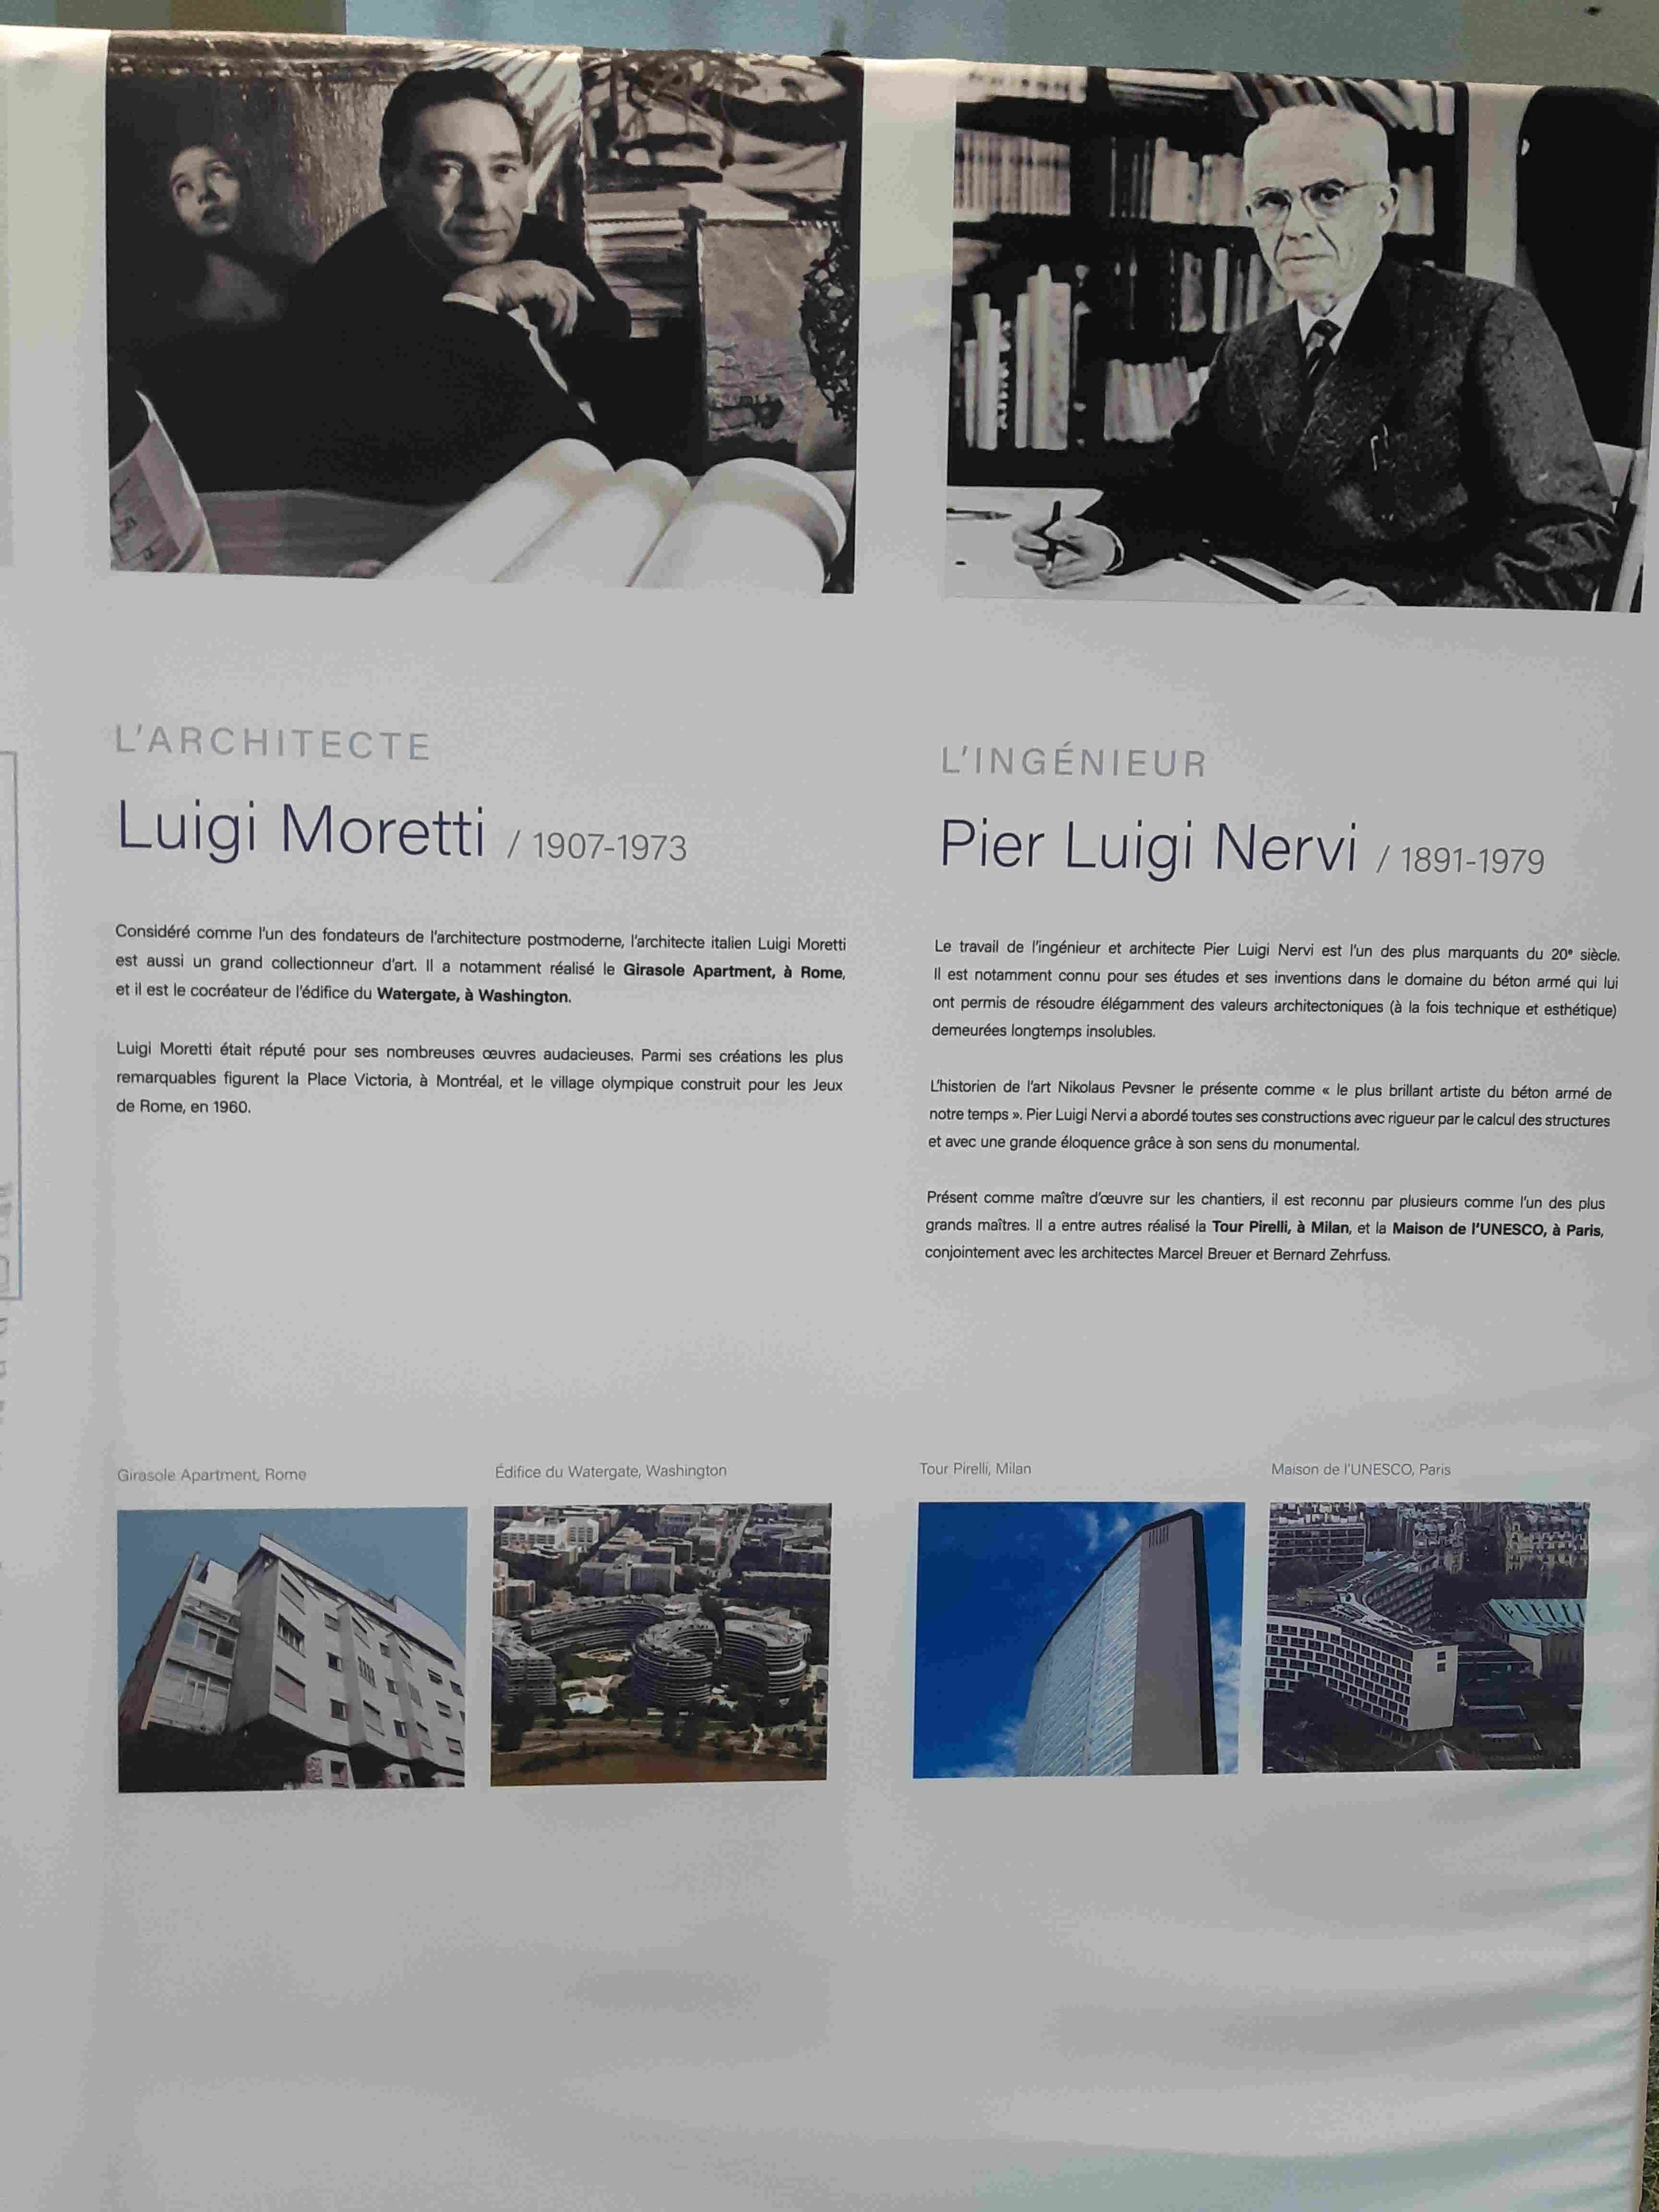 L'ARCHITECTE
Luigi Moretti / 1907-1973
Considéré comme l'un des fondateurs de l'architecture postmoderne, l'architecte italien Luigi Moretti
est aussi un grand collectionneur d'art. Il a notamment réalisé le Girasole Apartment, à Rome,
et il est le cocréateur de l'édifice du Watergate, à Washington.
Luigi Moretti était réputé pour ses nombreuses œuvres audacieuses. Parmi ses créations les plus
remarquables figurent la Place Victoria, à Montréal, et le village olympique construit pour les Jeux
de Rome, en 1960.
Girasole Apartment, Rome
Édifice du Watergate, Washington
L'INGÉNIEUR
Pier Luigi Nervi / 1891-1979
Le travail de l'ingénieur et architecte Pier Luigi Nervi est l'un des plus marquants du 20e siècle.
Il est notamment connu pour ses études et ses inventions dans le domaine du béton armé qui lui
ont permis de résoudre élégamment des valeurs architectoniques (à la fois technique et esthétique)
demeurées longtemps insolubles.
L'historien de l'art Nikolaus Pevsner le présente comme « le plus brillant artiste du béton armé de
notre temps ». Pier Luigi Nervi a abordé toutes ses constructions avec rigueur par le calcul des structures
et avec une grande éloquence grâce à son sens du monumental.
Présent comme maître d'œuvre sur les chantiers, il est reconnu par plusieurs comme l'un des plus
grands maîtres. Il a entre autres réalisé la Tour Pirelli, à Milan, et la Maison de l'UNESCO, à Paris,
conjointement avec les architectes Marcel Breuer et Bernard Zehrfuss.
Tour Pirelli, Milan
Maison de l'UNESCO, Paris